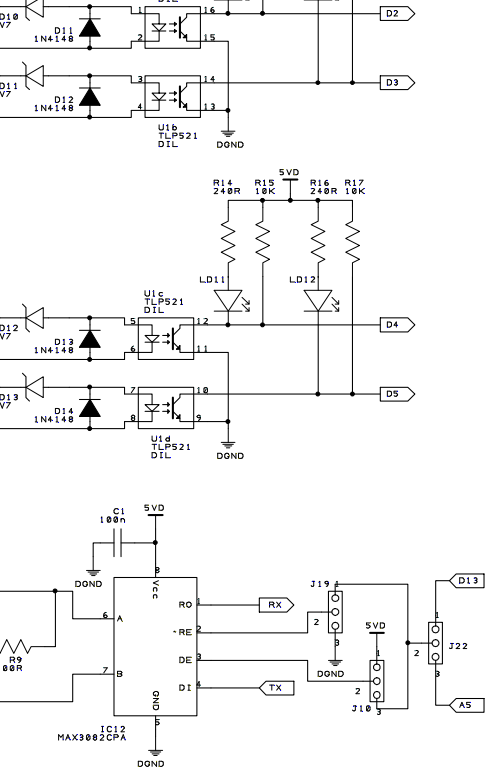 DIL
D10
V7
D11
1N4148
1
2
16
15
D2
D11
V7
D12
1N4148
3
4
14
13
D3
U1b
TLP521
DIL
DGND
5VD
R14
240R
R15
10K
R16
240R
R17
10K
LD11
LD12
U1c
TLP521
DIL
D12
V7
D13
1N4148
5
6
12
11
D4
D13
V7
D14
1N4148
7
8
10
9
D5
U1d
TLP521
DIL
DGND
C1
100n
5VD
DGND
8
Vcc
D13
J19
1
RO
1
RX
6
A
~RE
2
2
3
5VD
1
J22
2
3
R9
00R
DE
3
DGND
1
7
B
2
DI
4
TX
A5
GND
J10
3
5
IC12
MAX3082CPA
DGND